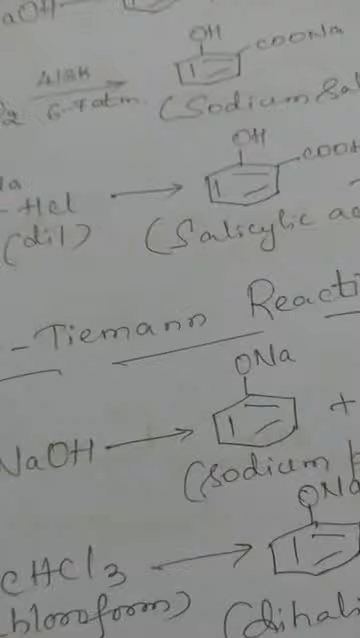 aOH
OH
COONa
418K
6-7atm
(Sodium Sal
OH
COOH
HCl
(dil)
(Salicylic ac
-Tiemann Reacti
ONa
NaOH
+
(Sodium P
ONa
CHCl3
hloroform)
(dihali